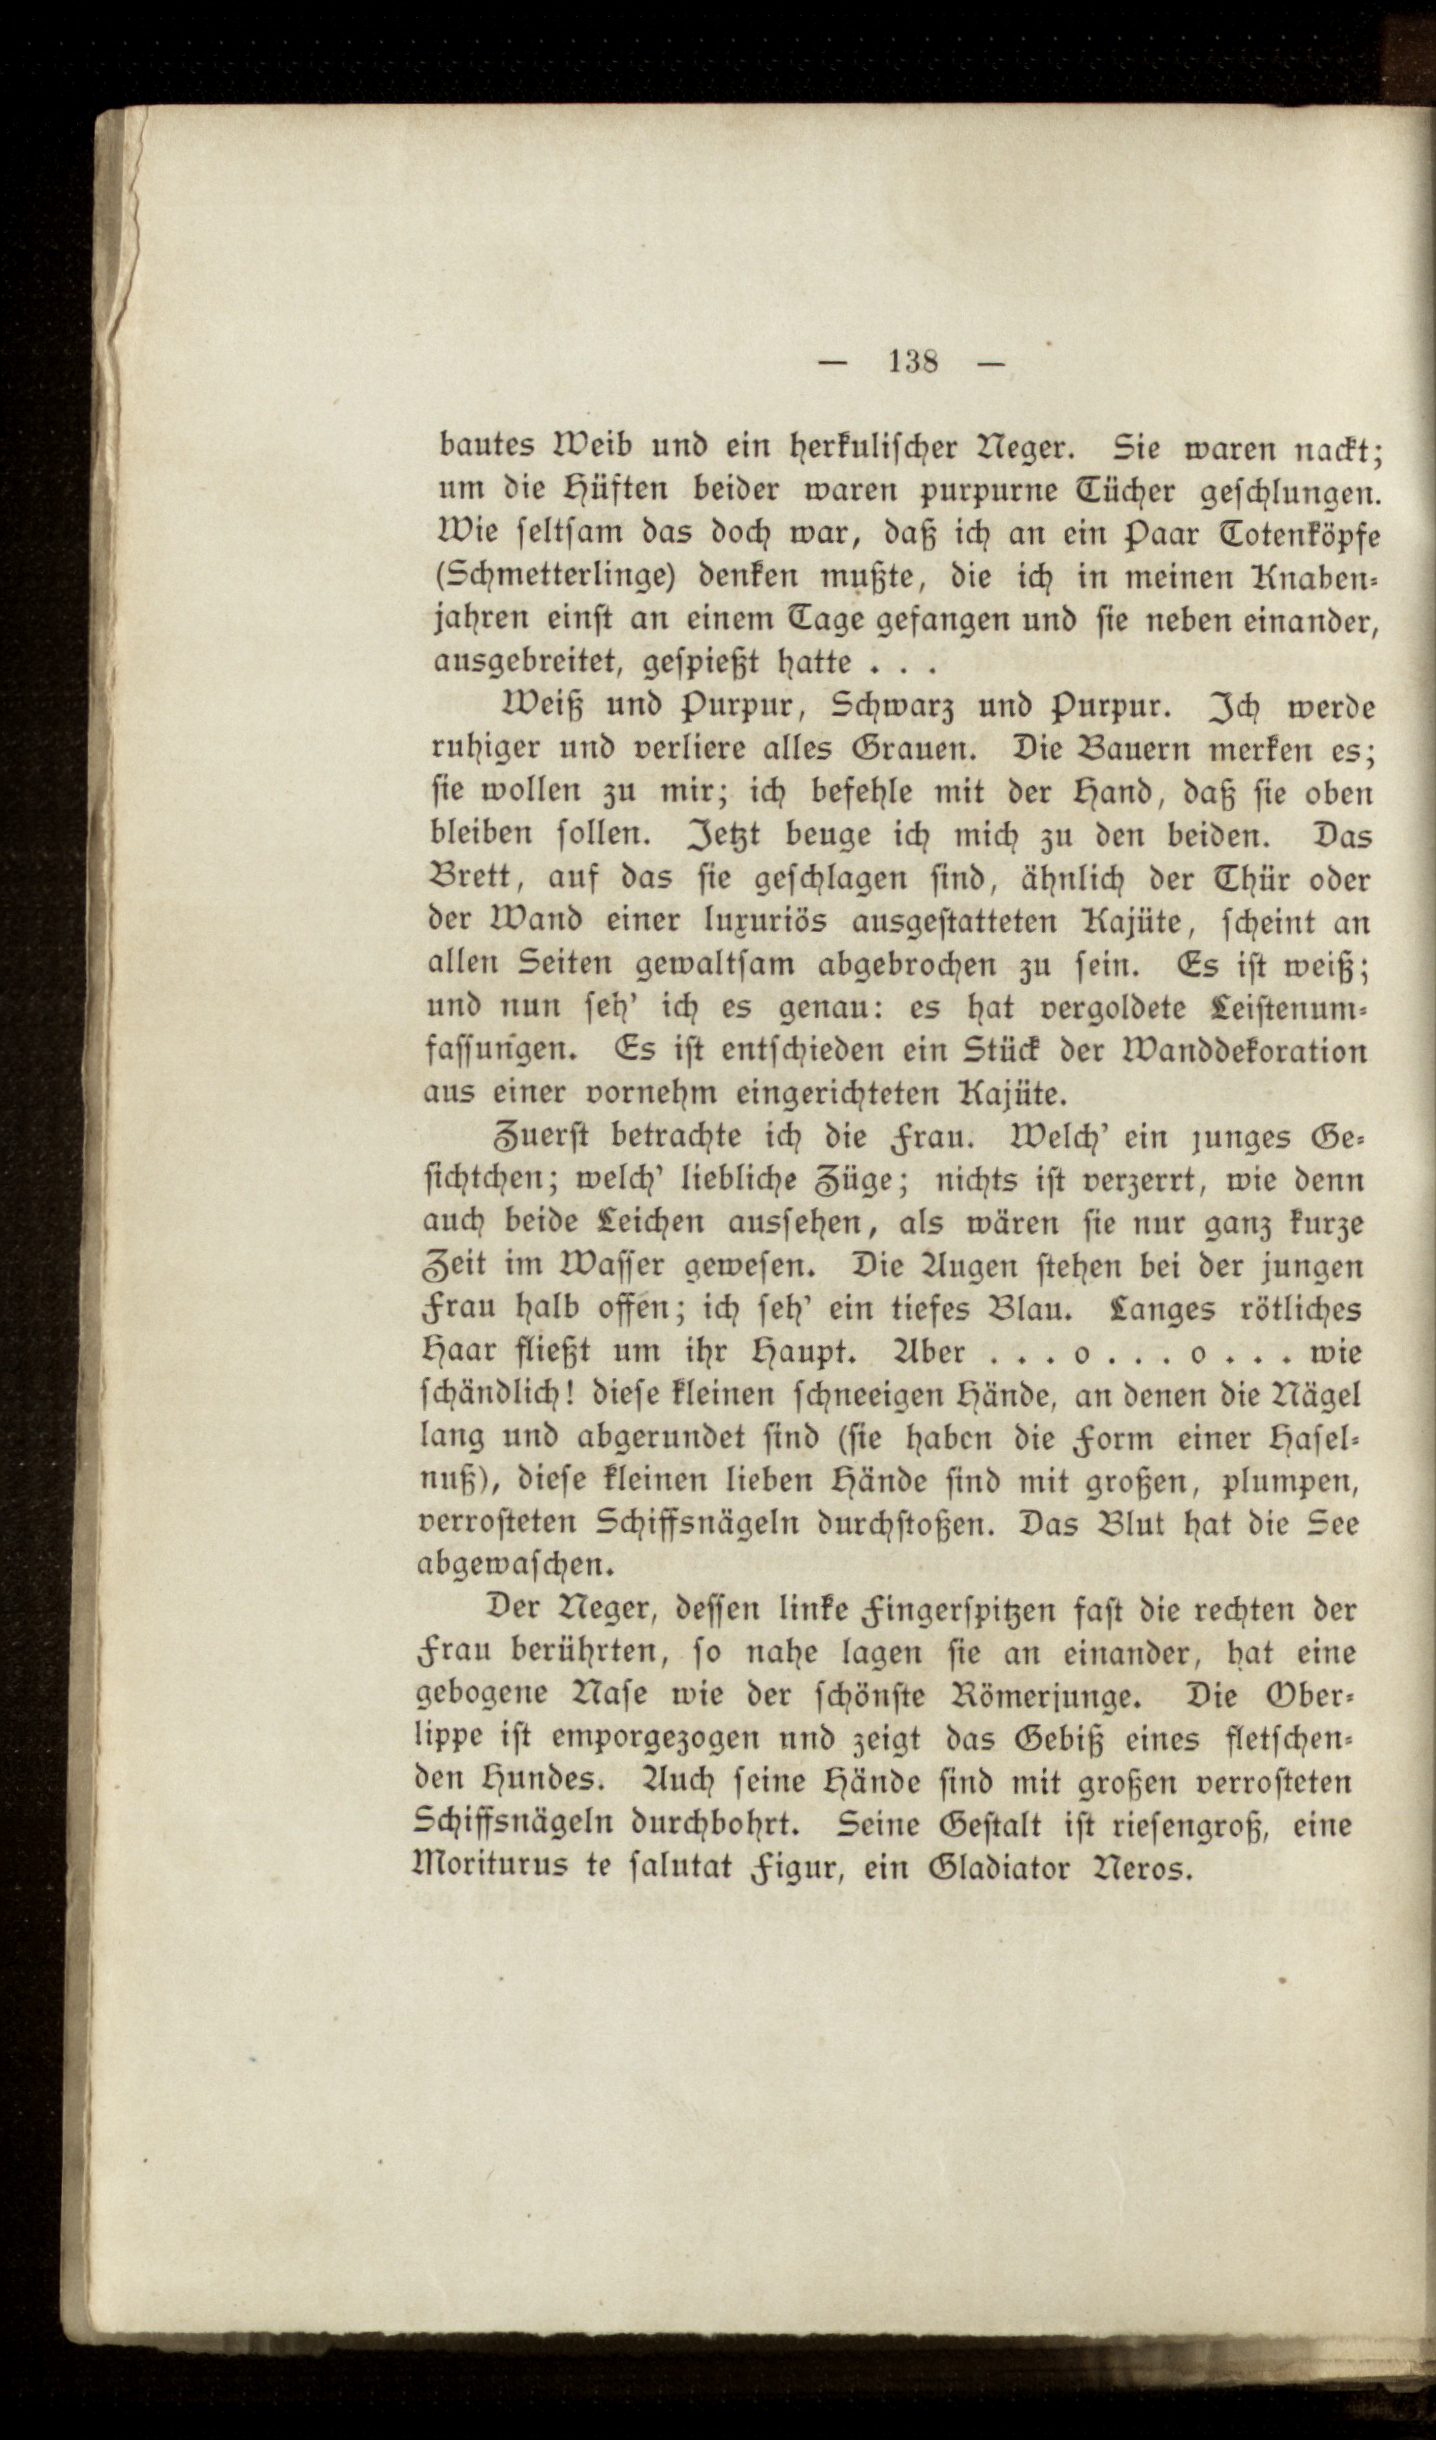 — 138 —
bautes Weib und ein herkulischer Neger. Sie waren nackt;
um die Hüften beider waren purpurne Tücher geschlungen.
Wie seltsam das doch war, daß ich an ein Paar Totenköpfe
(Schmetterlinge) denken mußte, die ich in meinen Knaben-
jahren einst an einem Tage gefangen und sie neben einander,
ausgebreitet, gespießt hatte . . .
Weiß und Purpur, Schwarz und Purpur. Ich werde
ruhiger und verliere alles Grauen. Die Bauern merken es;
sie wollen zu mir; ich befehle mit der Hand, daß sie oben
bleiben sollen. Jetzt beuge ich mich zu den beiden. Das
Brett, auf das sie geschlagen sind, ähnlich der Thür oder
der Wand einer luxuriös ausgestatteten Kajüte, scheint an
allen Seiten gewaltsam abgebrochen zu sein. Es ist weiß;
und nun seh' ich es genau: es hat vergoldete Leistenum-
fassungen. Es ist entschieden ein Stück der Wanddekoration
aus einer vornehm eingerichteten Kajüte.
Zuerst betrachte ich die Frau. Welch' ein junges Ge-
sichtchen; welch' liebliche Züge; nichts ist verzerrt, wie denn
auch beide Leichen aussehen, als wären sie nur ganz kurze
Zeit im Wasser gewesen. Die Augen stehen bei der jungen
Frau halb offen; ich seh' ein tiefes Blau. Langes rötliches
Haar fließt um ihr Haupt. Aber . . . o . . . o . . . wie
schändlich! diese kleinen schneeigen Hände, an denen die Nägel
lang und abgerundet sind (sie haben die Form einer Hasel-
nuß), diese kleinen lieben Hände sind mit großen, plumpen,
verrosteten Schiffsnägeln durchstoßen. Das Blut hat die See
abgewaschen.
Der Neger, dessen linke Fingerspitzen fast die rechten der
Frau berührten, so nahe lagen sie an einander, hat eine
gebogene Nase wie der schönste Römerjunge. Die Ober-
lippe ist emporgezogen und zeigt das Gebiß eines fletschen-
den Hundes. Auch seine Hände sind mit großen verrosteten
Schiffsnägeln durchbohrt. Seine Gestalt ist riesengroß, eine
Moriturus te salutat Figur, ein Gladiator Neros.